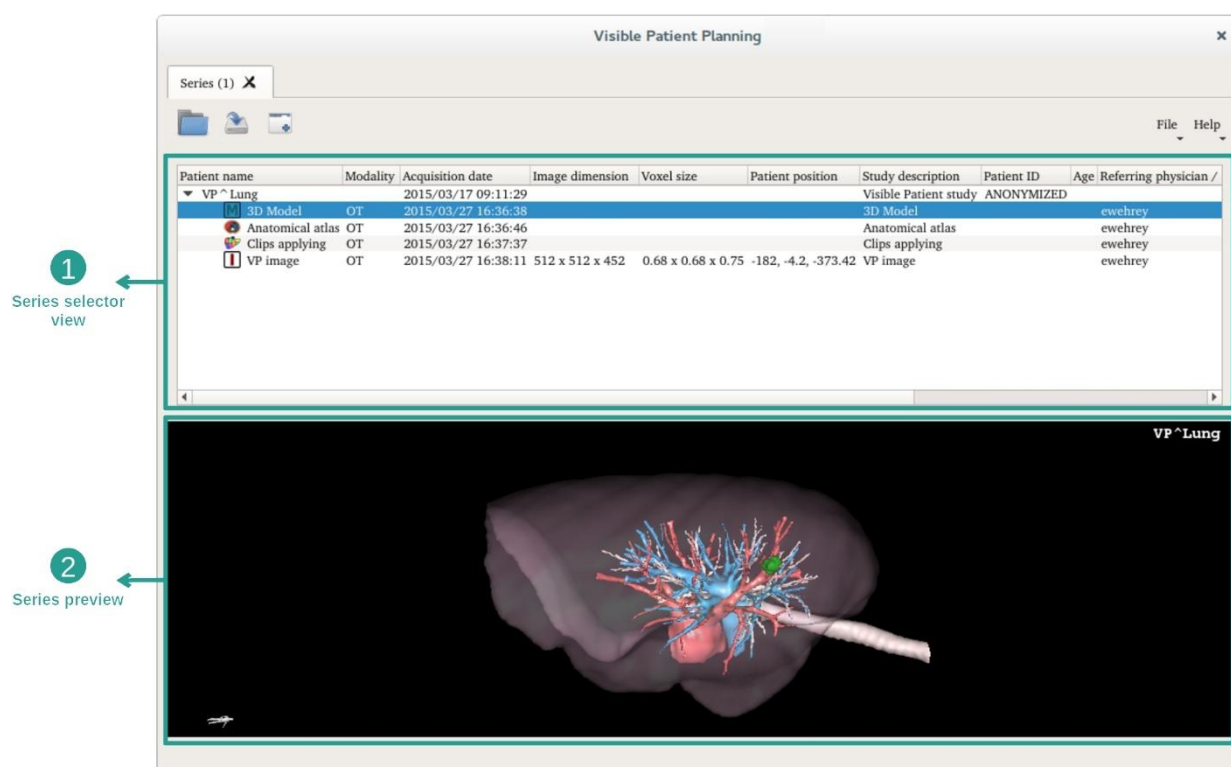 Visible Patient Planning
Series (1)
File Help
Patient name Modality Acquisition date Image dimension Voxel size Patient position Study description Patient ID Age Referring physician /
VP^Lung 2015/03/17 09:11:29 Visible Patient study ANONYMIZED
3D Model OT 2015/03/27 16:36:38 3D Model ewehrey
Anatomical atlas OT 2015/03/27 16:36:46 Anatomical atlas ewehrey
Clips applying OT 2015/03/27 16:37:37 Clips applying ewehrey
VP image OT 2015/03/27 16:38:11 512 x 512 x 452 0.68 x 0.68 x 0.75 -182, -4.2, -373.42 VP image ewehrey
1
Series selector
view
VP^Lung
2
Series preview